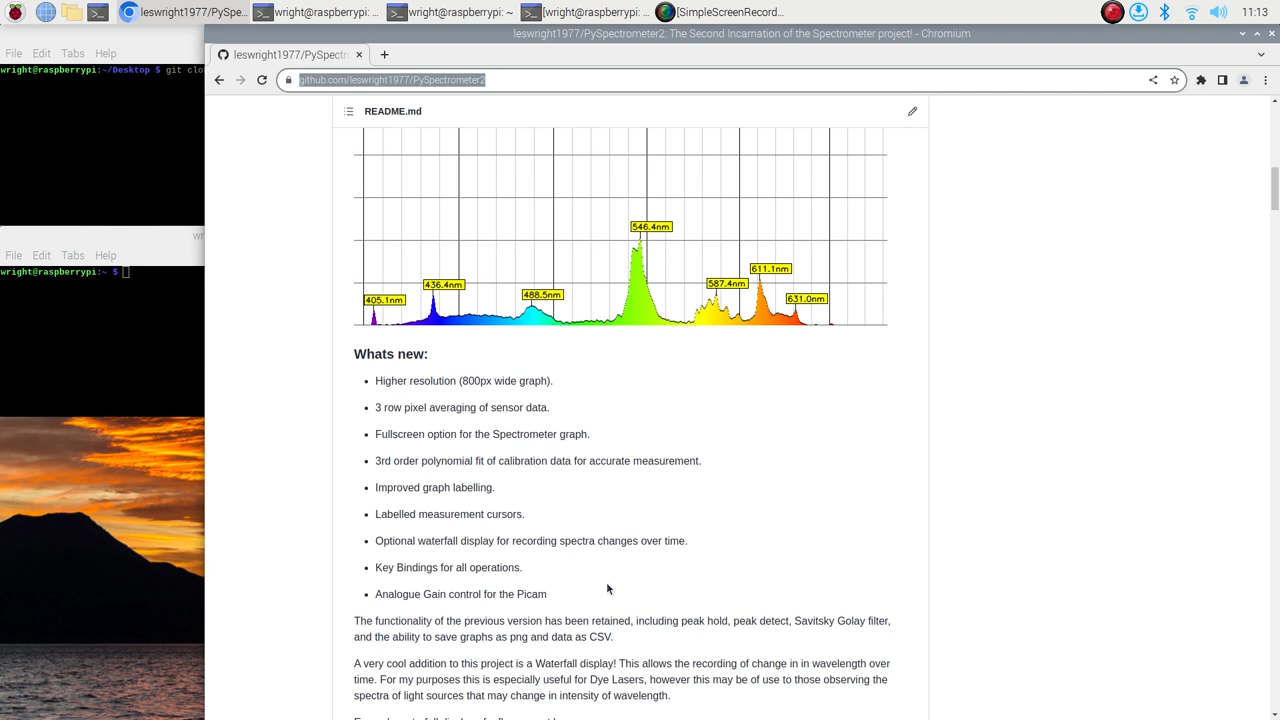 leswright1977/PySpe...
wright@raspberrypi: ...
wright@raspberrypi: ~
[wright@raspberrypi: ...
[SimpleScreenRecord...
11:13
leswright1977/PySpectrometer2: The Second Incarnation of the Spectrometer project! - Chromium
File Edit Tabs Help
leswright1977/PySpectro
wright@raspberrypi:~/Desktop $ git clo
github.com/leswright1977/PySpectrometer2
README.md
546.4nm
611.1nm
436.4nm
587.4nm
488.5nm
405.1nm
631.0nm
wr
File Edit Tabs Help
wright@raspberrypi:~ $
Whats new:
Higher resolution (800px wide graph).
3 row pixel averaging of sensor data.
Fullscreen option for the Spectrometer graph.
3rd order polynomial fit of calibration data for accurate measurement.
Improved graph labelling.
Labelled measurement cursors.
Optional waterfall display for recording spectra changes over time.
Key Bindings for all operations.
Analogue Gain control for the Picam
The functionality of the previous version has been retained, including peak hold, peak detect, Savitsky Golay filter,
and the ability to save graphs as png and data as CSV.
A very cool addition to this project is a Waterfall display! This allows the recording of change in in wavelength over
time. For my purposes this is especially useful for Dye Lasers, however this may be of use to those observing the
spectra of light sources that may change in intensity of wavelength.